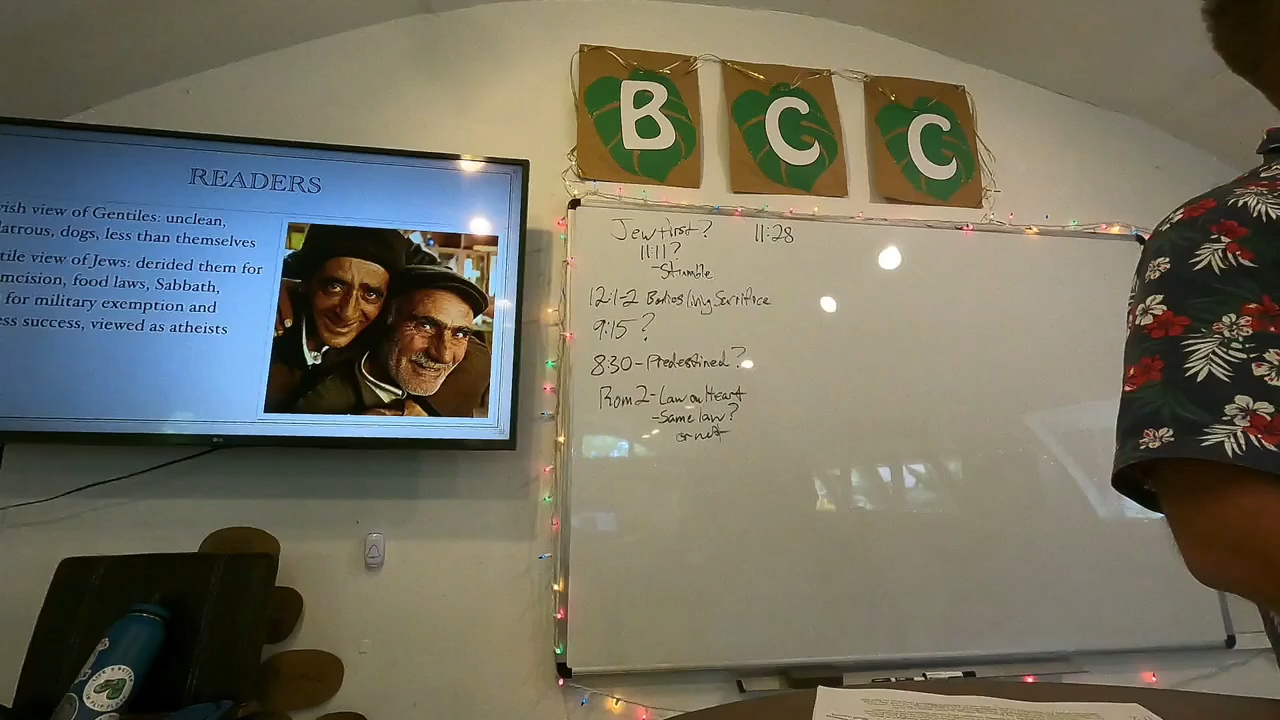 READERS
ish view of Gentiles: unclean,
latrous, dogs, less than themselves
tile view of Jews: derided them for
mcision, food laws, Sabbath,
for military exemption and
ess success, viewed as atheists
LG
B C C
Jew first? 11:28
11:11?
-Stumble
12:1-2 Bodies living Sacrifice
9:15?
8:30-Predestined?
Rom 2-Law on Heart
-Same law?
or not